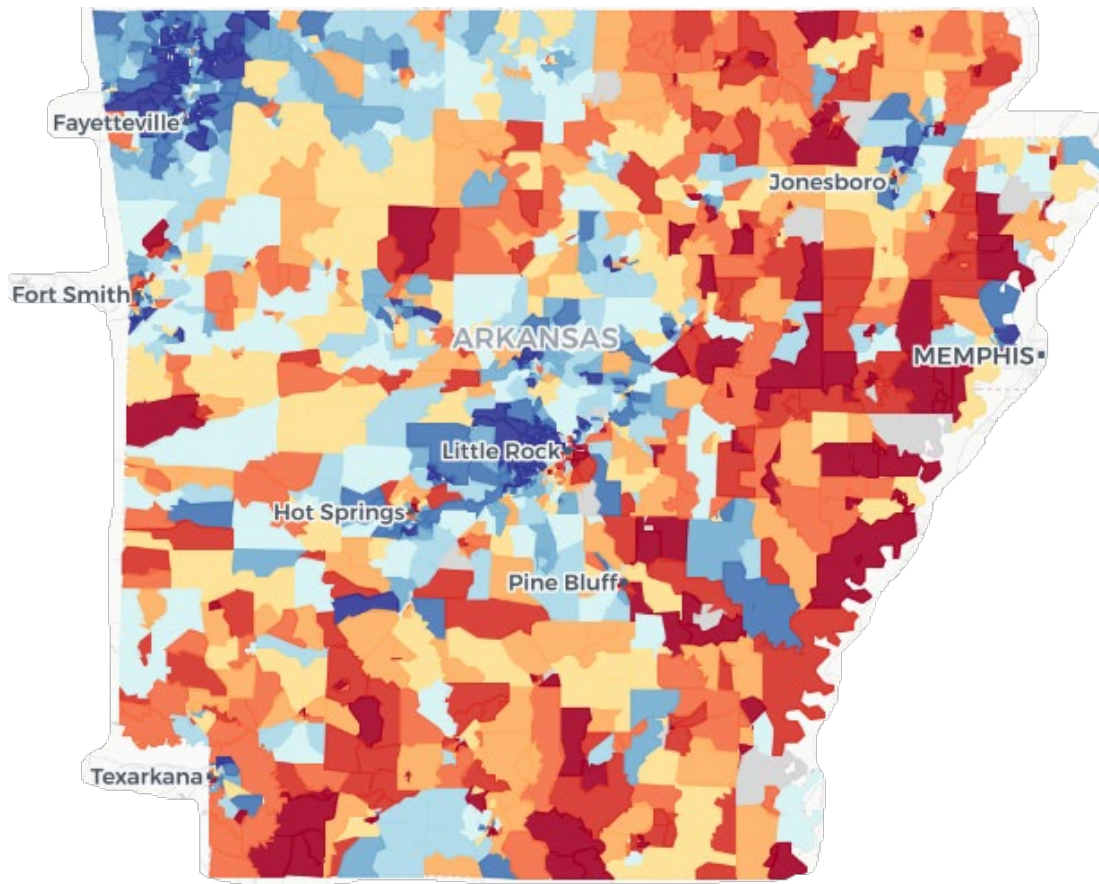 Fayetteville
Jonesboro
Fort Smith
ARKANSAS
MEMPHIS
Little Rock
Hot Springs
Pine Bluff
Texarkana